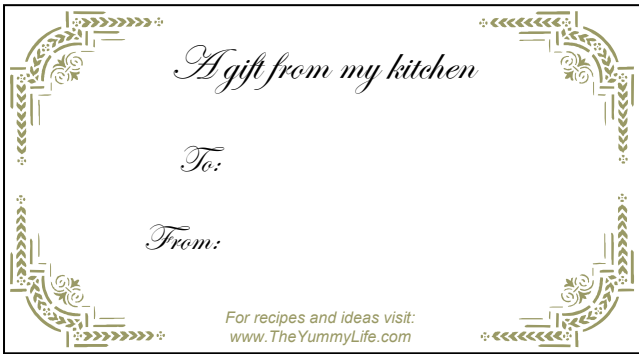 A gift from my kitchen
To:
From:
For recipes and ideas visit:
www.TheYummyLife.com